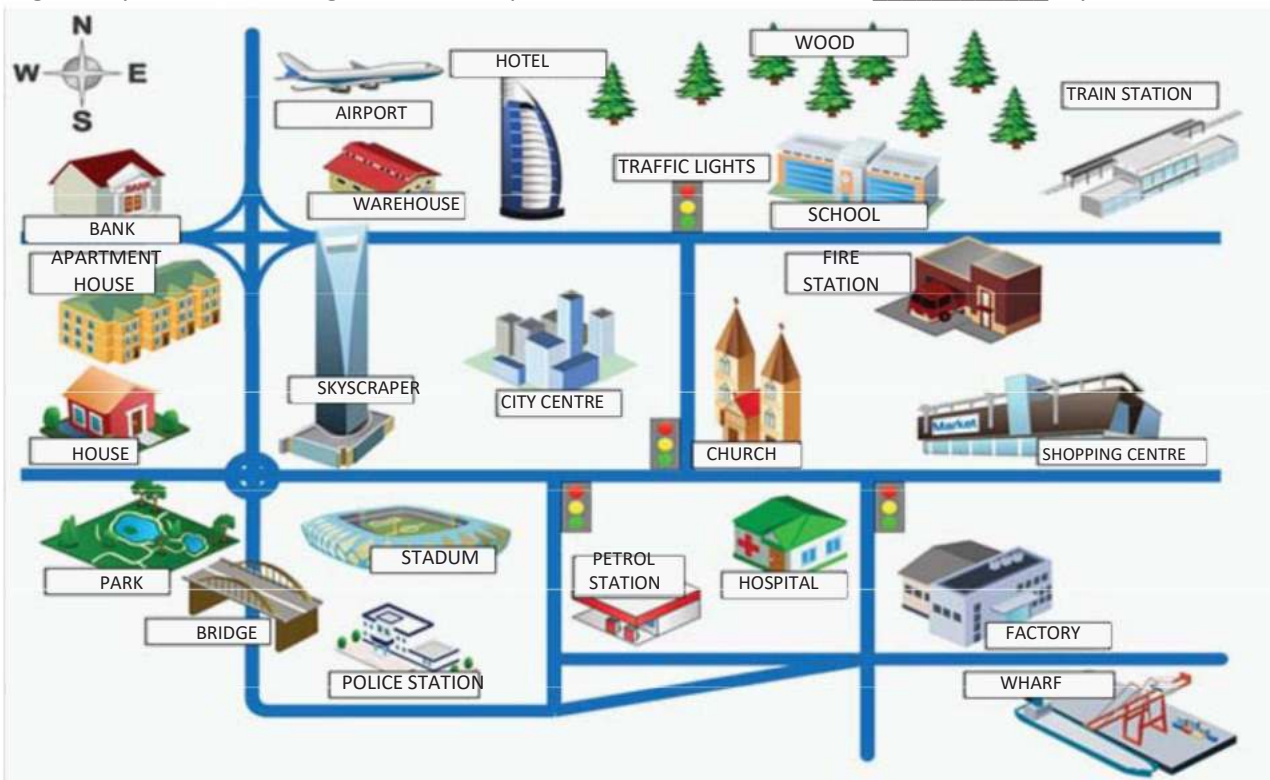 N
W E
S
AIRPORT
HOTEL
WOOD
TRAIN STATION
BANK
BANK
WAREHOUSE
TRAFFIC LIGHTS
SCHOOL
APARTMENT
HOUSE
FIRE
STATION
SKYSCRAPER
CITY CENTRE
HOUSE
CHURCH
Market
SHOPPING CENTRE
PARK
STADUM
PETROL
STATION
HOSPITAL
BRIDGE
FACTORY
POLICE STATION
WHARF